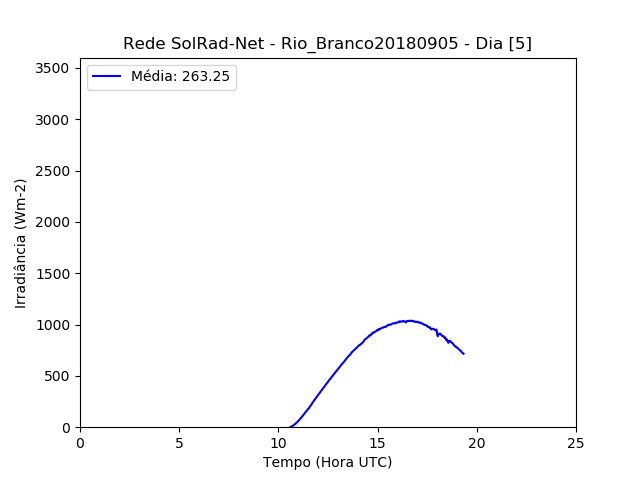 Rede SolRad-Net - Rio_Branco20180905 - Dia [5]
Média: 263.25
3500
3000
2500
2000
1500
1000
500
0
Irradiância (Wm-2)
0 5 10 15 20 25
Tempo (Hora UTC)